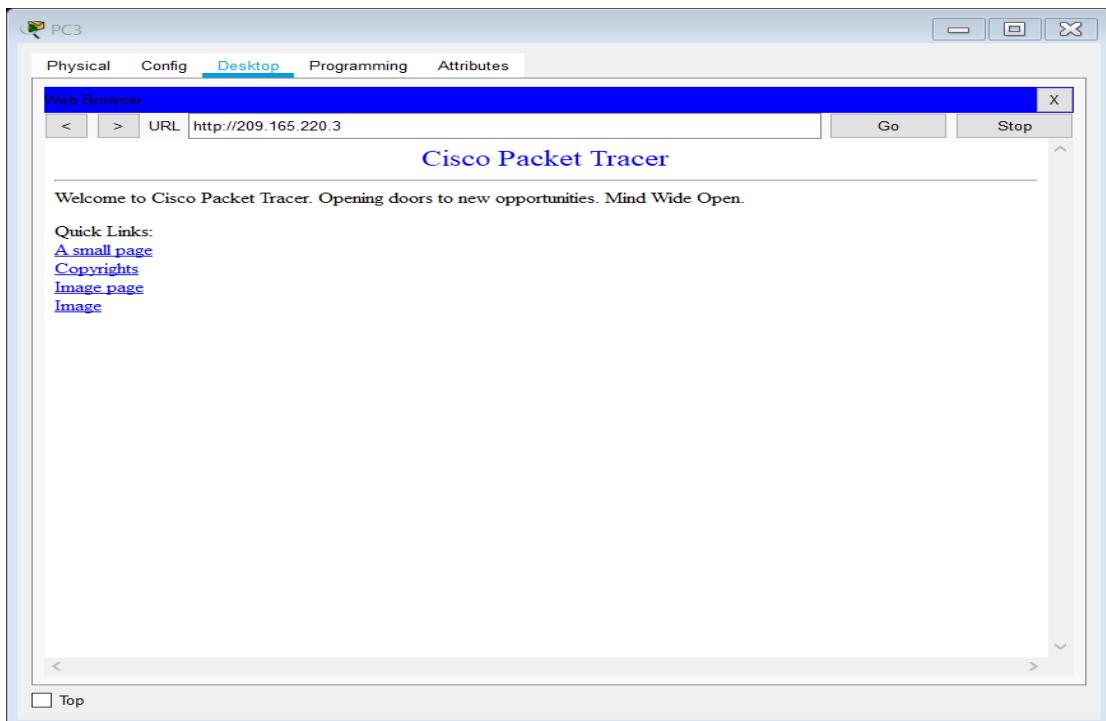 PC3
Physical Config Desktop Programming Attributes
Web Browser X
< > URL http://209.165.220.3 Go Stop
Cisco Packet Tracer
Welcome to Cisco Packet Tracer. Opening doors to new opportunities. Mind Wide Open.
Quick Links:
A small page
Copyrights
Image page
Image
Top